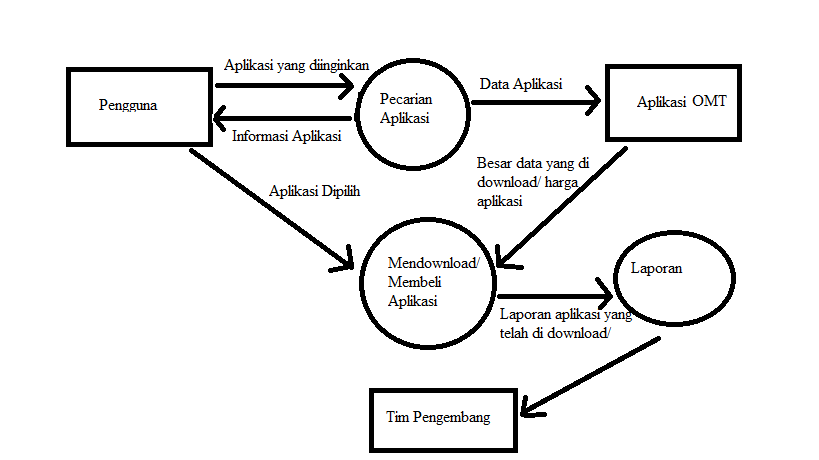 Aplikasi yang diinginkan
Pengguna
Pecarian
Aplikasi
Data Aplikasi
Aplikasi OMT
Informasi Aplikasi
Aplikasi Dipilih
Besar data yang di
download/ harga
aplikasi
Mendownload/
Membeli
Aplikasi
Laporan
Laporan aplikasi yang
telah di download/
Tim Pengembang